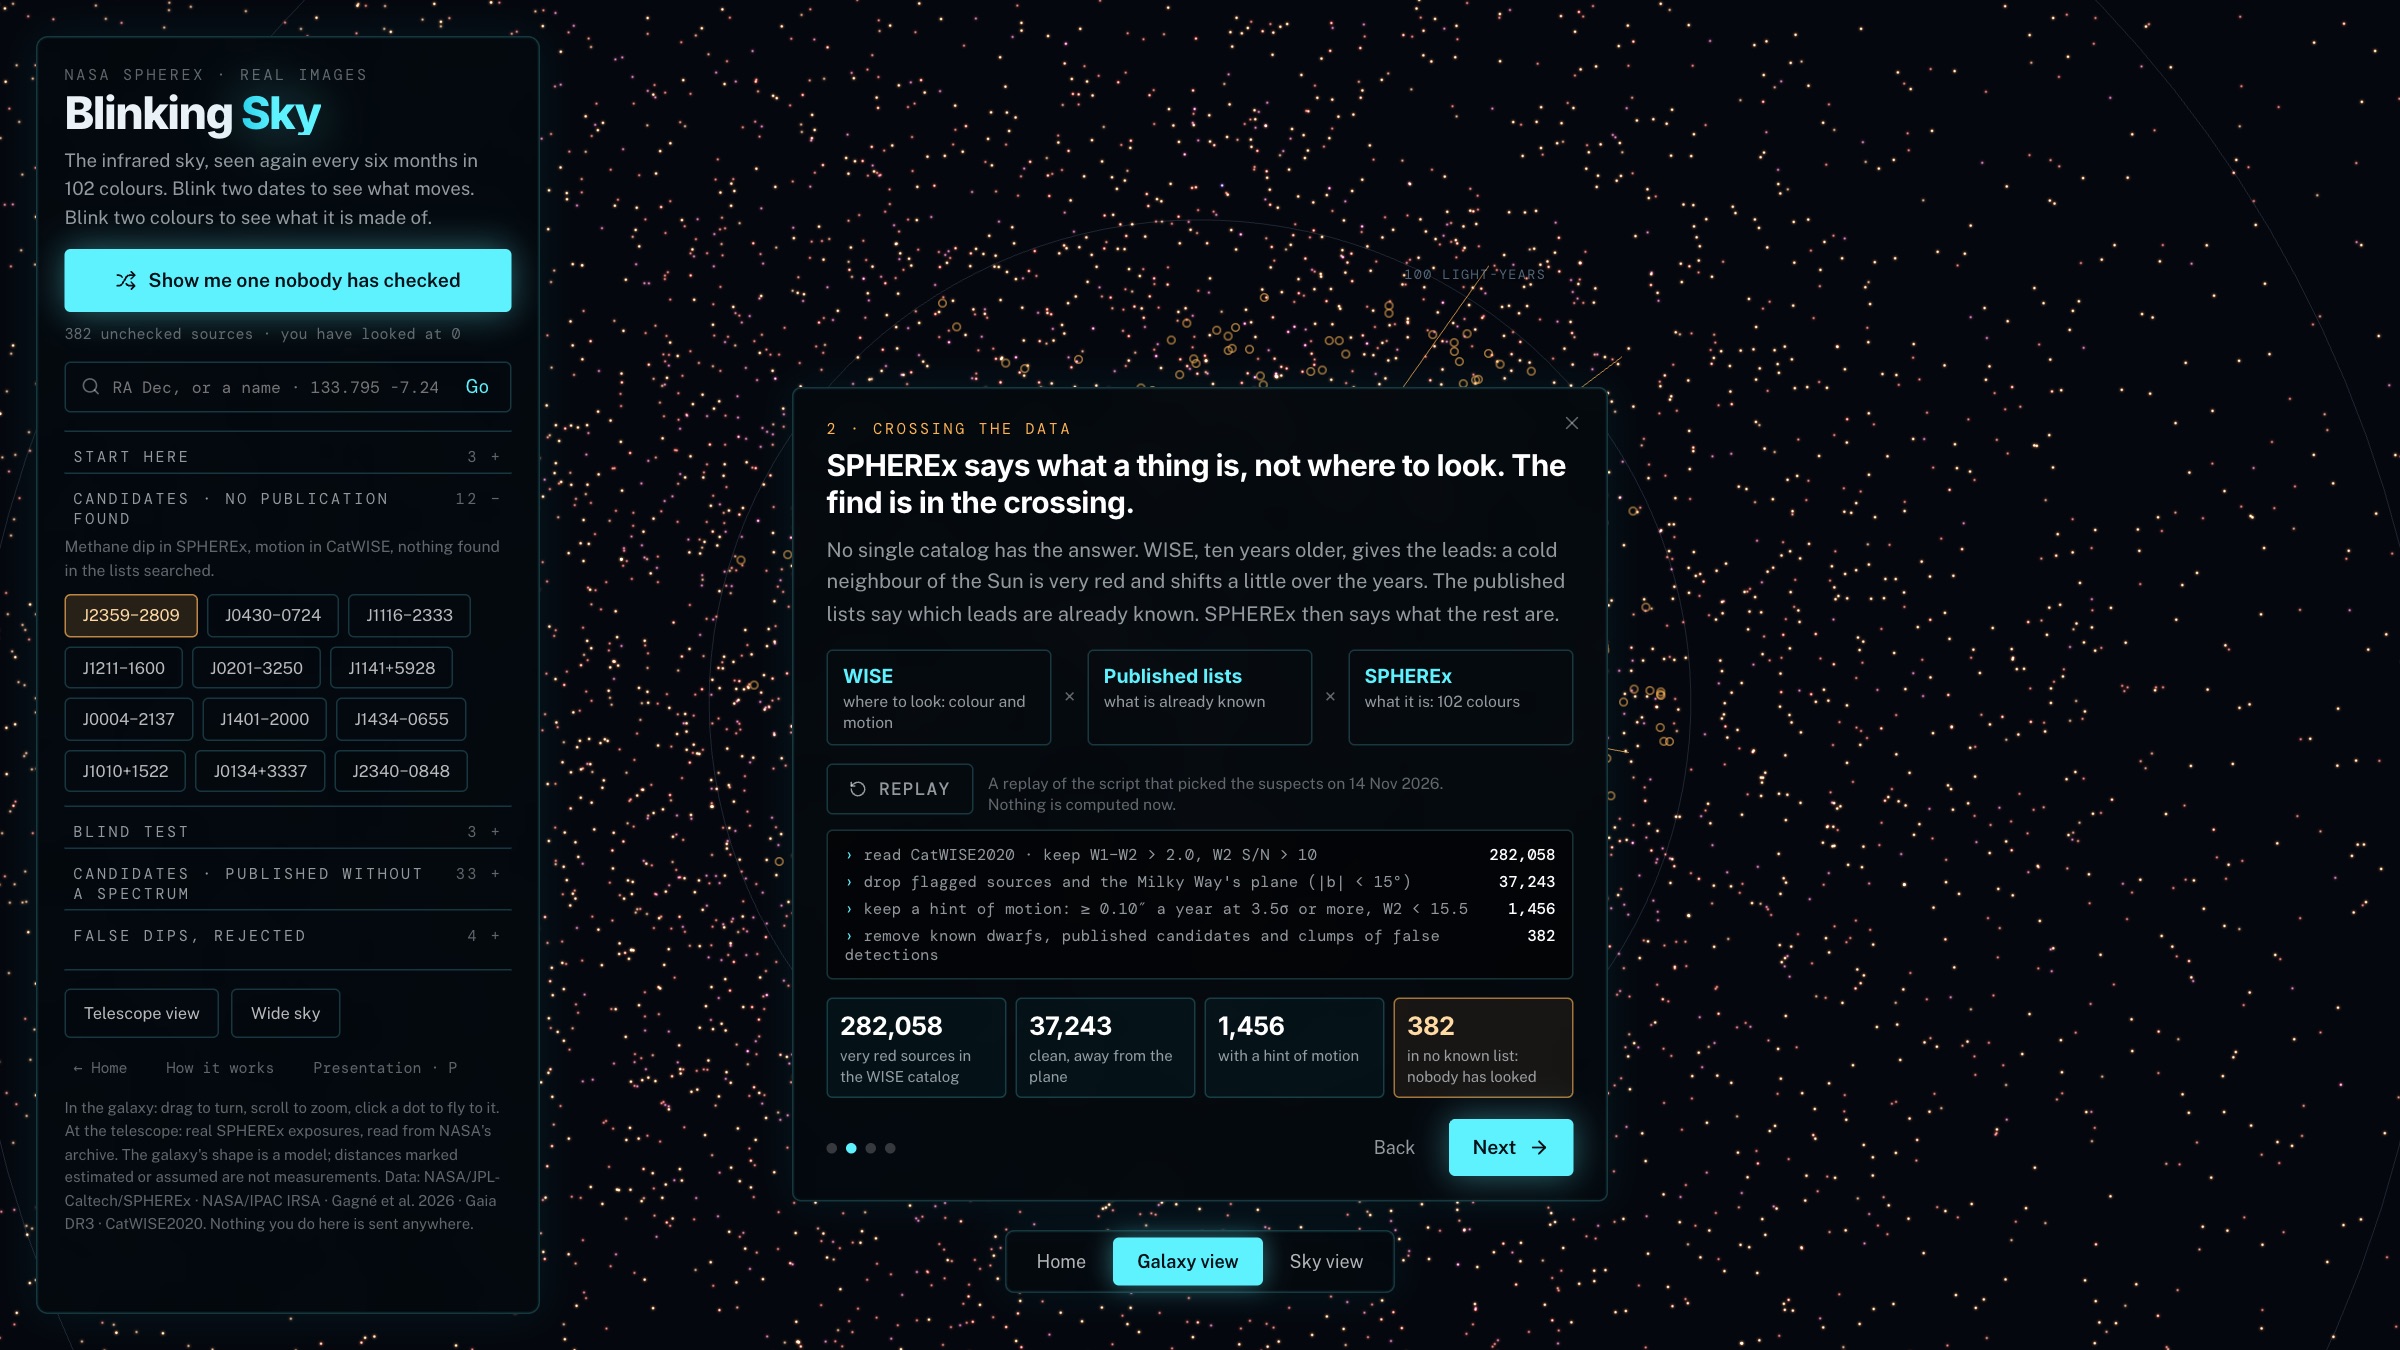 NASA SPHEREX · REAL IMAGES
Blinking Sky
The infrared sky, seen again every six months in
102 colours. Blink two dates to see what moves.
Blink two colours to see what it is made of.
Show me one nobody has checked
382 unchecked sources · you have looked at 0
RA Dec, or a name · 133.795 -7.24 Go
START HERE 3 +
CANDIDATES · NO PUBLICATION 12 −
FOUND
Methane dip in SPHEREx, motion in CatWISE, nothing found
in the lists searched.
J2359−2809 J0430−0724 J1116−2333
J1211−1600 J0201−3250 J1141+5928
J0004−2137 J1401−2000 J1434−0655
J1010+1522 J0134+3337 J2340−0848
BLIND TEST 3 +
CANDIDATES · PUBLISHED WITHOUT 33 +
A SPECTRUM
FALSE DIPS, REJECTED 4 +
Telescope view Wide sky
← Home How it works Presentation · P
In the galaxy: drag to turn, scroll to zoom, click a dot to fly to it.
At the telescope: real SPHEREx exposures, read from NASA's
archive. The galaxy's shape is a model; distances marked
estimated or assumed are not measurements. Data: NASA/JPL-
Caltech/SPHEREx · NASA/IPAC IRSA · Gagné et al. 2026 · Gaia
DR3 · CatWISE2020. Nothing you do here is sent anywhere.
100 LIGHT-YEARS
2 · CROSSING THE DATA
SPHEREx says what a thing is, not where to look. The
find is in the crossing.
No single catalog has the answer. WISE, ten years older, gives the leads: a cold
neighbour of the Sun is very red and shifts a little over the years. The published
lists say which leads are already known. SPHEREx then says what the rest are.
WISE
where to look: colour and
motion
×
Published lists
what is already known
×
SPHEREx
what it is: 102 colours
REPLAY
A replay of the script that picked the suspects on 14 Nov 2026.
Nothing is computed now.
› read CatWISE2020 · keep W1−W2 > 2.0, W2 S/N > 10 282,058
› drop flagged sources and the Milky Way's plane (|b| < 15°) 37,243
› keep a hint of motion: ≥ 0.10″ a year at 3.5σ or more, W2 < 15.5 1,456
› remove known dwarfs, published candidates and clumps of false 382
detections
282,058
very red sources in
the WISE catalog
37,243
clean, away from the
plane
1,456
with a hint of motion
382
in no known list:
nobody has looked
Back Next →
Home Galaxy view Sky view